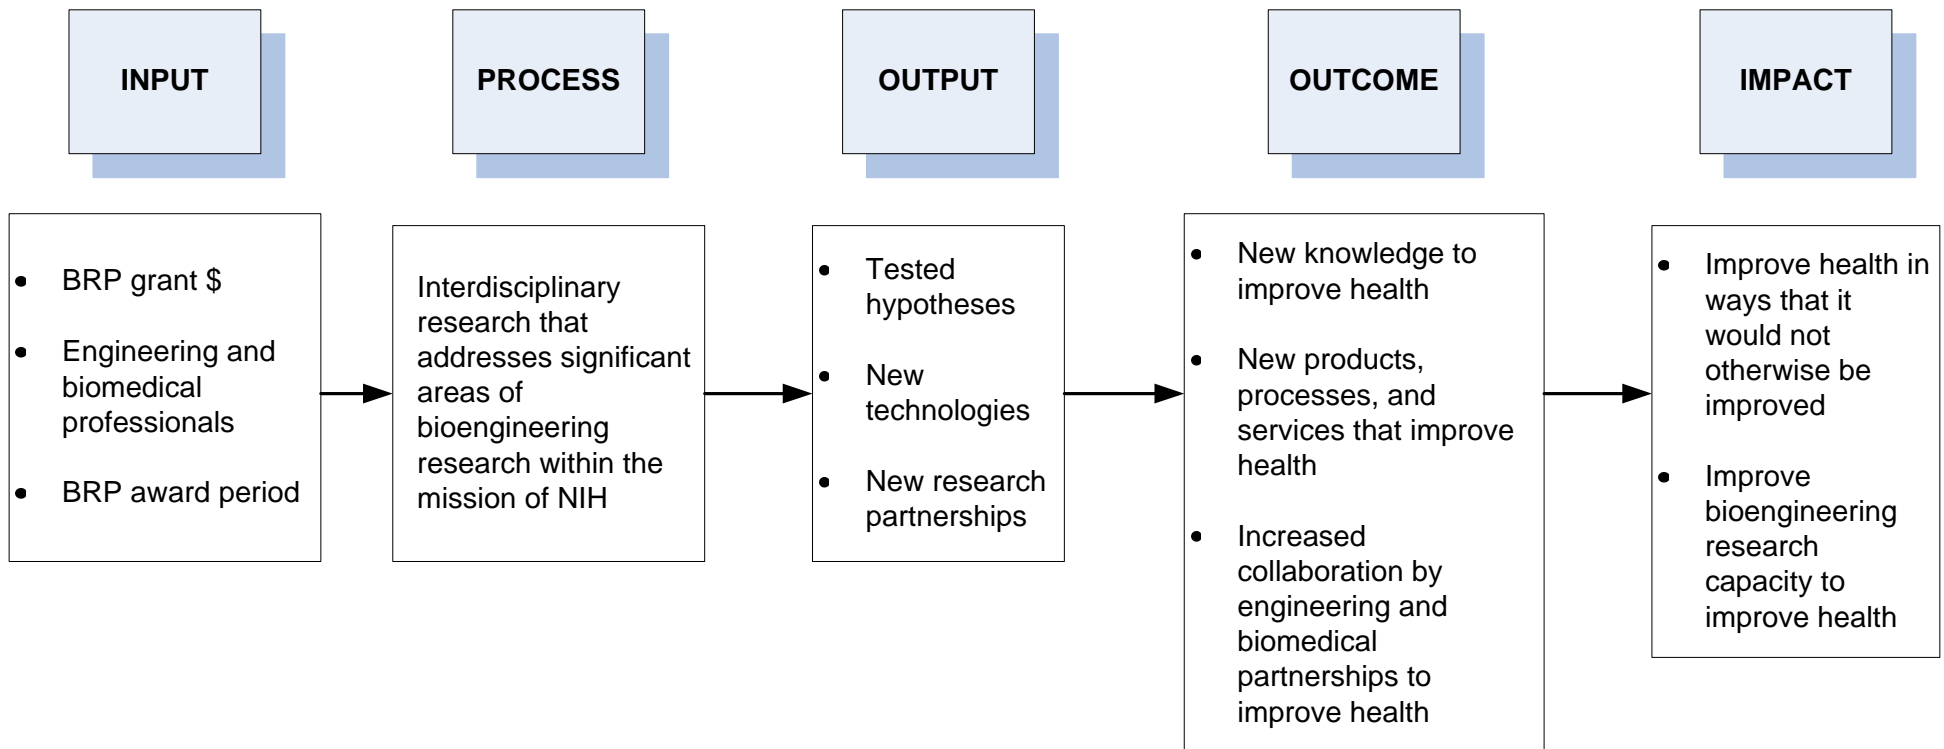 INPUT
PROCESS
OUTPUT
OUTCOME
IMPACT
• BRP grant $
• Engineering and
biomedical
professionals
• BRP award period
Interdisciplinary
research that
addresses significant
areas of
bioengineering
research within the
mission of NIH
• Tested
hypotheses
• New
technologies
• New research
partnerships
• New knowledge to
improve health
• New products,
processes, and
services that improve
health
• Increased
collaboration by
engineering and
biomedical
partnerships to
improve health
• Improve health in
ways that it
would not
otherwise be
improved
• Improve
bioengineering
research
capacity to
improve health